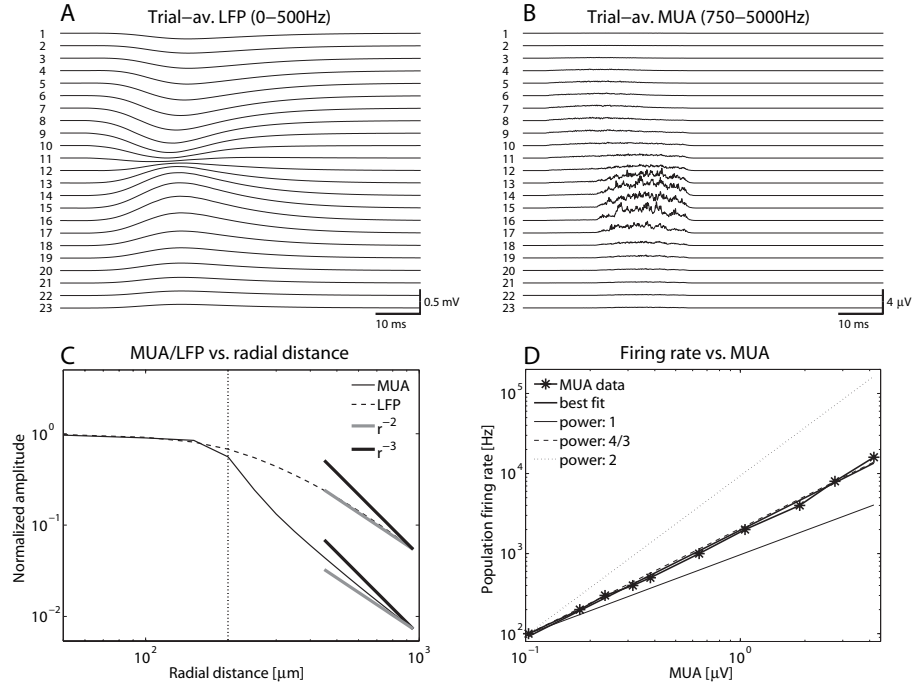 A
Trial−av. LFP (0−500Hz)
1
2
3
4
5
6
7
8
9
10
11
12
13
14
15
16
17
18
19
20
21
22
23
0.5 mV
10 ms
B
Trial−av. MUA (750−5000Hz)
1
2
3
4
5
6
7
8
9
10
11
12
13
14
15
16
17
18
19
20
21
22
23
4 μV
10 ms
C
MUA/LFP vs. radial distance
MUA
LFP
r⁻²
r⁻³
10⁰
10⁻¹
10⁻²
Normalized amplitude
10²
10³
Radial distance [μm]
D
Firing rate vs. MUA
MUA data
best fit
power: 1
power: 4/3
power: 2
10⁵
10⁴
10³
10²
Population firing rate [Hz]
10⁻¹
10⁰
MUA [μV]